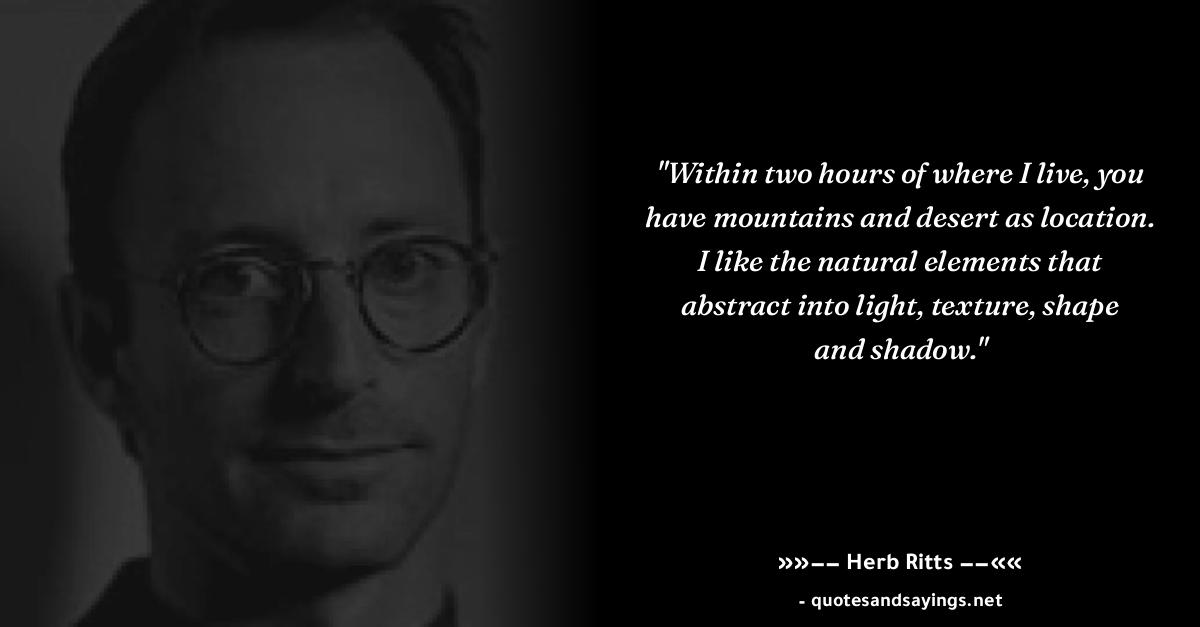 "Within two hours of where I live, you
have mountains and desert as location.
I like the natural elements that
abstract into light, texture, shape
and shadow."
»»–– Herb Ritts ––««
- quotesandsayings.net